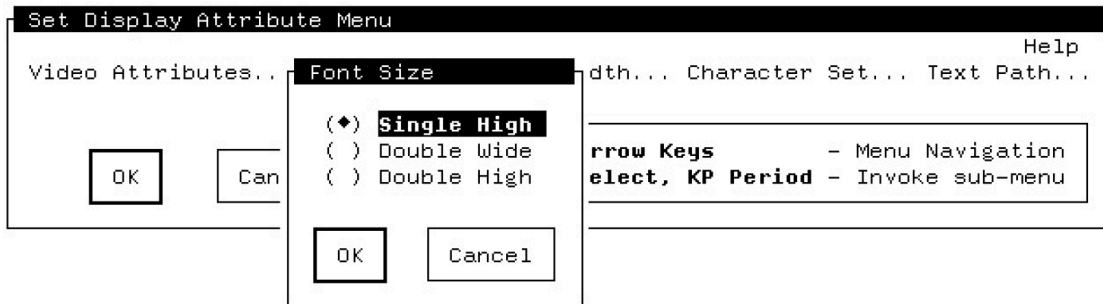 Set Display Attribute Menu
Help
Video Attributes.. dth... Character Set... Text Path...
Font Size
(◆) Single High
( ) Double Wide
( ) Double High
rrow Keys – Menu Navigation
elect, KP Period – Invoke sub-menu
OK Can
OK Cancel